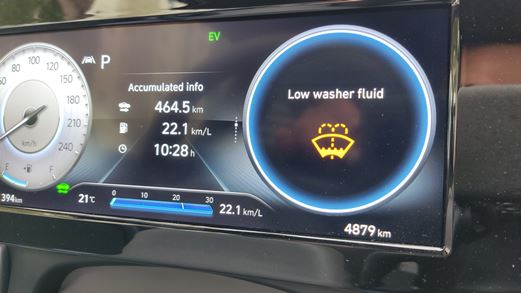 EV
P
60
80
100
120
140
160
180
200
220
240
km/h
E
F
394 km
21°C
Accumulated info
464.5 km
22.1 km/L
10:28 h
0 10 20 30
22.1 km/L
Low washer fluid
4879 km